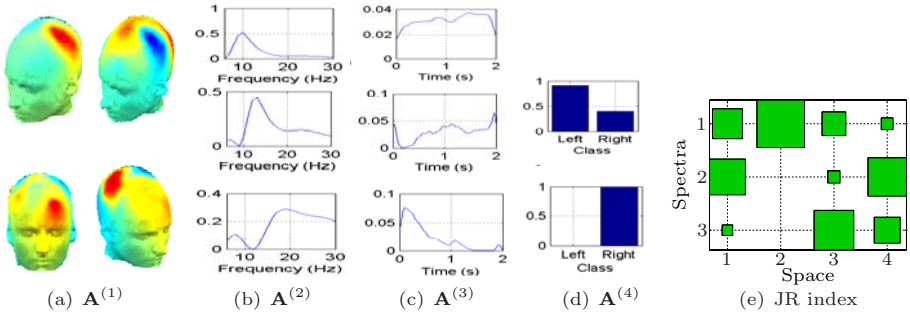 1
0.5
0
10 20 30
Frequency (Hz)
0.04
0.02
0
0 1 2
Time (s)
0.5
0
10 20 30
Frequency (Hz)
0.1
0.05
0
0 1 2
Time (s)
1
0.5
0
Left Right
Class
0.4
0.2
0
10 20 30
Frequency (Hz)
0.1
0.05
0
0 1 2
Time (s)
1
0.5
0
Left Right
Class
Spectra
1
2
3
1 2 3 4
Space
(a) A(1) (b) A(2) (c) A(3) (d) A(4) (e) JR index